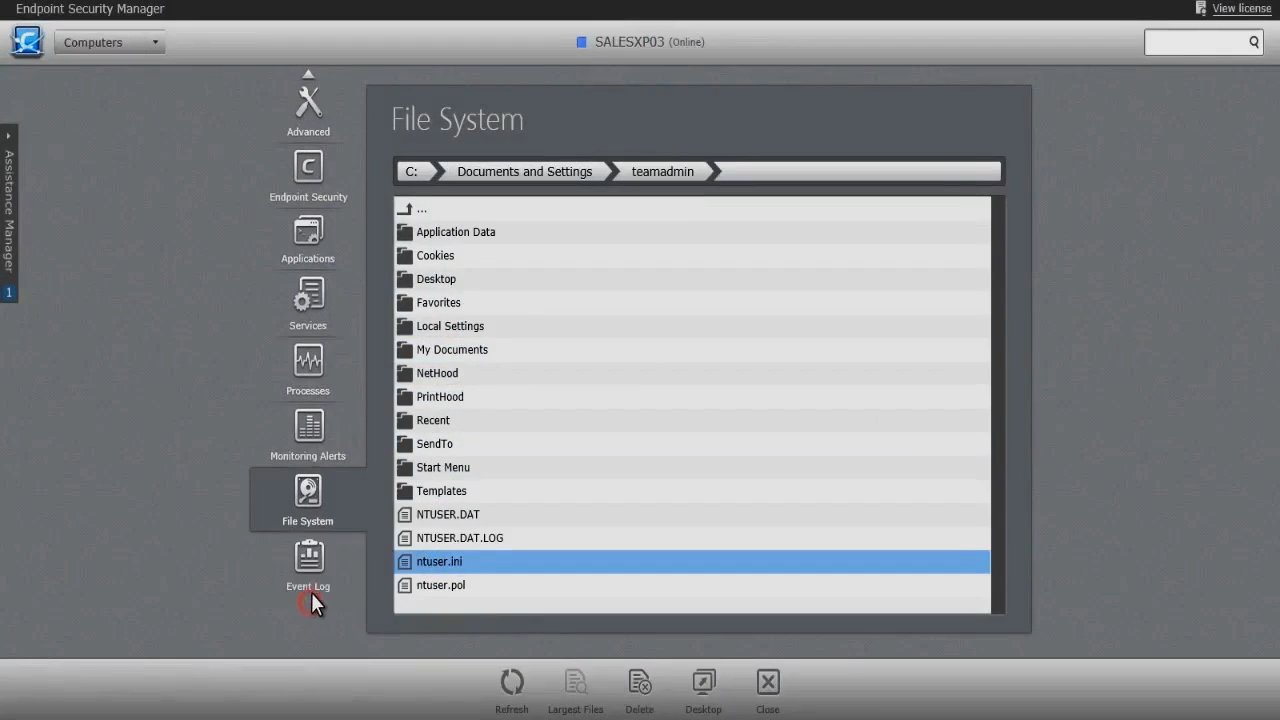 Endpoint Security Manager
View license
Computers
SALESXP03 (Online)
Assistance Manager
1
Advanced
Endpoint Security
Applications
Services
Processes
Monitoring Alerts
File System
Event Log
File System
C:
Documents and Settings
teamadmin
...
Application Data
Cookies
Desktop
Favorites
Local Settings
My Documents
NetHood
PrintHood
Recent
SendTo
Start Menu
Templates
NTUSER.DAT
NTUSER.DAT.LOG
ntuser.ini
ntuser.pol
Refresh
Largest Files
Delete
Desktop
Close